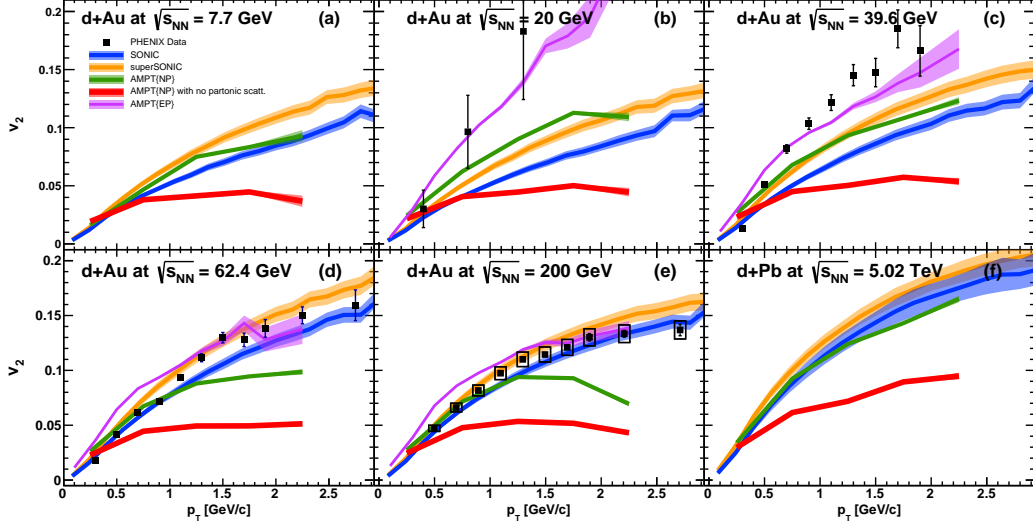 d+Au at √s_NN = 7.7 GeV (a)
PHENIX Data
SONIC
superSONIC
AMPT{NP}
AMPT{NP} with no partonic scatt.
AMPT{EP}
v_2
0.2
0.15
0.1
0.05
0
d+Au at √s_NN = 20 GeV (b)
d+Au at √s_NN = 39.6 GeV (c)
d+Au at √s_NN = 62.4 GeV (d)
v_2
0.2
0.15
0.1
0.05
0
0 0.5 1 1.5 2 2.5
p_T [GeV/c]
d+Au at √s_NN = 200 GeV (e)
0 0.5 1 1.5 2 2.5
p_T [GeV/c]
d+Pb at √s_NN = 5.02 TeV (f)
0 0.5 1 1.5 2 2.5
p_T [GeV/c]